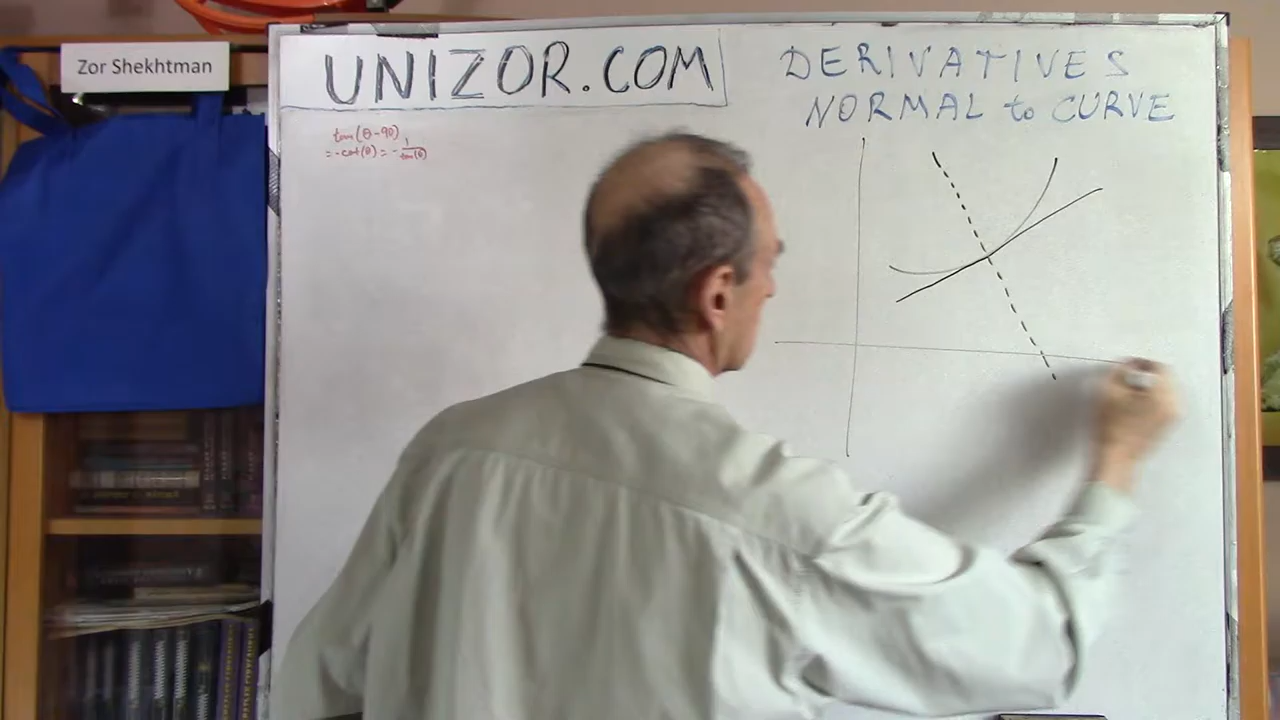 Zor Shekhtman
UNIZOR.COM
DERIVATIVES
NORMAL to CURVE
tan(θ-90)
=-cot(θ)=-1/tan(θ)